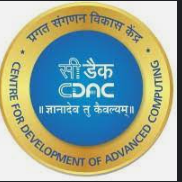 प्रगत संगणन विकास केंद्र
सी डैक
CDAC
॥ ज्ञानादेव तु कैवल्यम् ॥
CENTRE FOR DEVELOPMENT OF ADVANCED COMPUTING